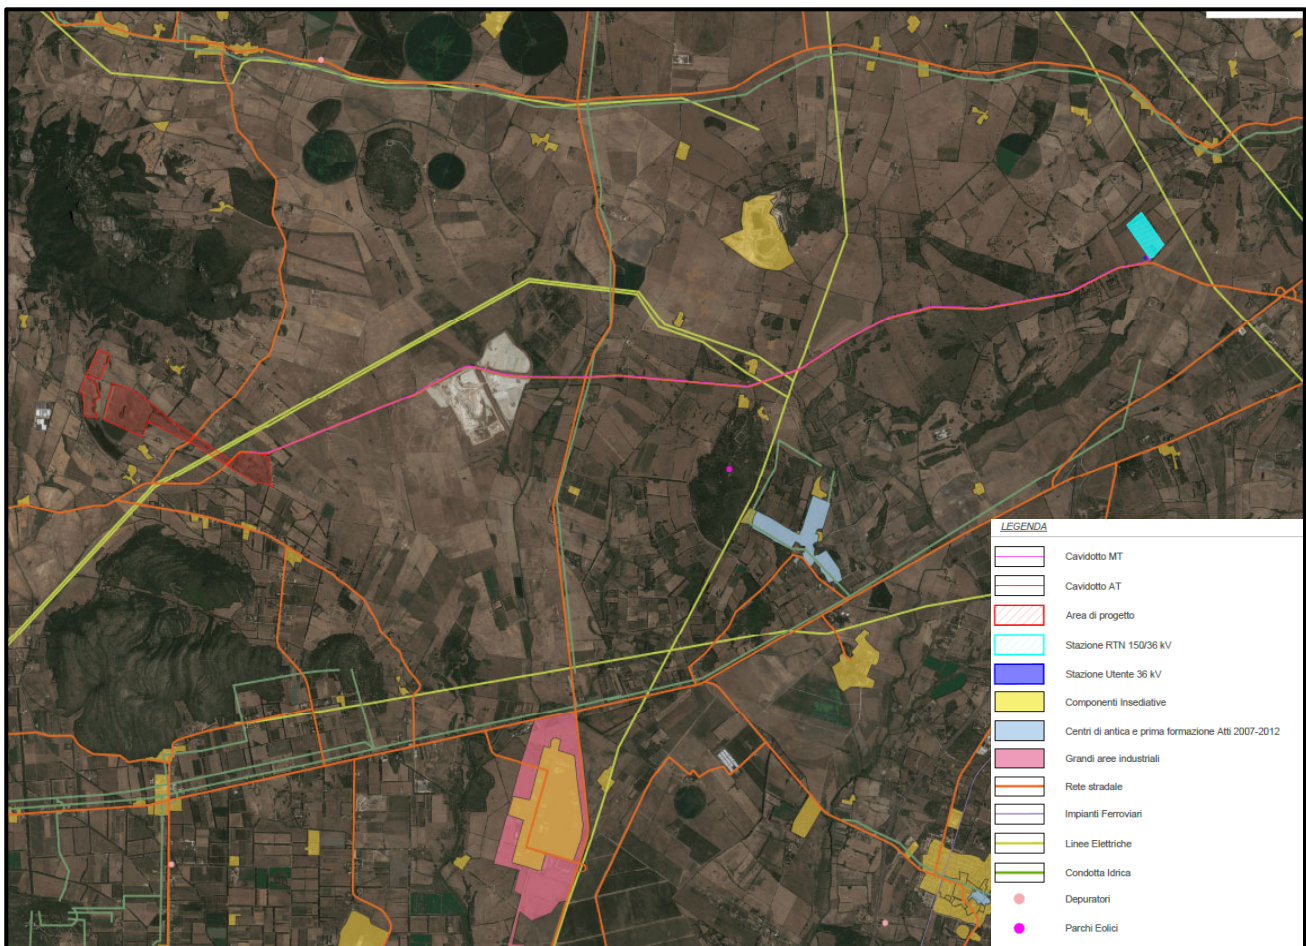 LEGENDA
Cavidotto MT
Cavidotto AT
Area di progetto
Stazione RTN 150/36 kV
Stazione Utente 36 kV
Componenti Insediative
Centri di antica e prima formazione Atti 2007-2012
Grandi aree industriali
Rete stradale
Impianti Ferroviari
Linee Elettriche
Condotta Idrica
Depuratori
Parchi Eolici